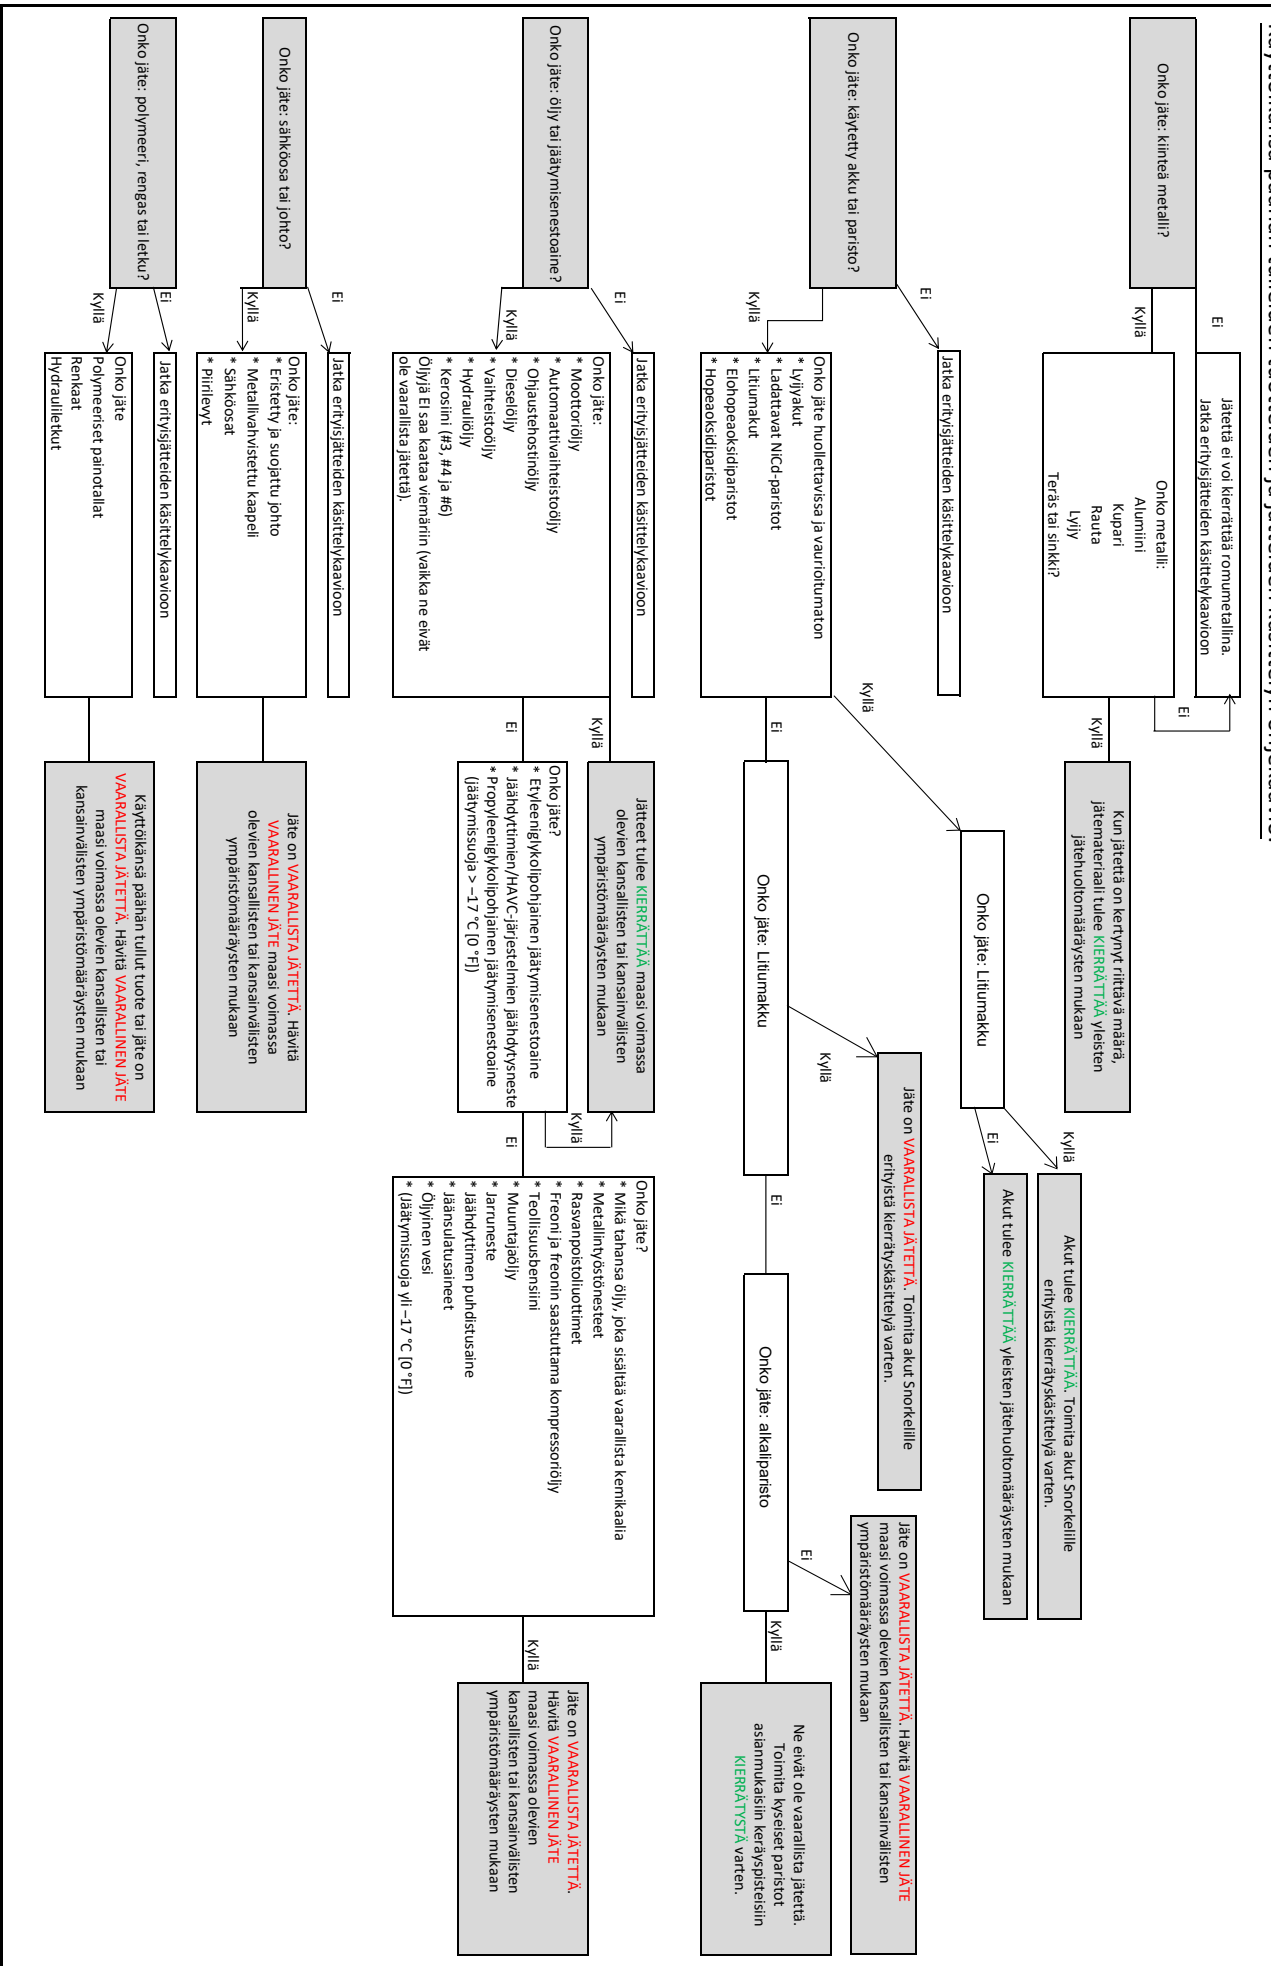 Käyttöikänsä päähän tulleiden tuotteiden ja jätteiden käsittelyn ohjekaavio
Onko jäte: kiinteä metalli?
Ei
Kyllä
Jätettä ei voi kierrättää romumetallina.
Jatka erityisjätteiden käsittelykaavioon
Onko metalli:
Alumiini
Kupari
Rauta
Lyijy
Teräs tai sinkki?
Ei
Kyllä
Kun jätettä on kertynyt riittävä määrä,
jätemateriaali tulee KIERRÄTTÄÄ yleisten
jätehuoltomääräysten mukaan
Onko jäte: käytetty akku tai paristo?
Ei
Kyllä
Jatka erityisjätteiden käsittelykaavioon
Onko jäte huollettavissa ja vaurioitumaton
* Lyijyakut
* Ladattavat NiCd-paristot
* Litiumakut
* Elohopeaoksidiparistot
* Hopeaoksidiparistot
Kyllä
Ei
Onko jäte: Litiumakku
Kyllä
Ei
Akut tulee KIERRÄTTÄÄ. Toimita akut Snorkelille
erityistä kierrätyskäsittelyä varten.
Akut tulee KIERRÄTTÄÄ yleisten jätehuoltomääräysten mukaan
Onko jäte: Litiumakku
Kyllä
Ei
Jäte on VAARALLISTA JÄTETTÄ. Toimita akut Snorkelille
erityistä kierrätyskäsittelyä varten.
Onko jäte: alkaliparisto
Ei
Kyllä
Jäte on VAARALLISTA JÄTETTÄ. Hävitä VAARALLINEN JÄTE
maasi voimassa olevien kansallisten tai kansainvälisten
ympäristömääräysten mukaan
Ne eivät ole vaarallista jätettä.
Toimita kyseiset paristot
asianmukaisiin keräyspisteisiin
KIERRÄTYSTÄ varten.
Onko jäte: öljy tai jäätymisenestoaine?
Ei
Kyllä
Jatka erityisjätteiden käsittelykaavioon
Onko jäte:
* Moottoriöljy
* Automaattivaihteistoöljy
* Ohjaustehostinöljy
* Dieselöljy
* Vaihteistoöljy
* Hydrauliöljy
* Kerosiini (#3, #4 ja #6)
Öljyjä EI saa kaataa viemäriin (vaikka ne eivät
ole vaarallista jätettä).
Kyllä
Ei
Jätteet tulee KIERRÄTTÄÄ maasi voimassa
olevien kansallisten tai kansainvälisten
ympäristömääräysten mukaan
Onko jäte?
* Etyleeniglykolipohjainen jäätymisenestoaine
* Jäähdyttimien/HAVC-järjestelmien jäähdytysneste
* Propyleeniglykolipohjainen jäätymisenestoaine
(jäätymissuoja > –17 °C [0 °F])
Kyllä
Ei
Onko jäte?
* Mikä tahansa öljy, joka sisältää vaarallista kemikaalia
* Metallintyöstönesteet
* Rasvanpoistoliuottimet
* Freoni ja freonin saastuttama kompressoriöljy
* Teollisuusbensiini
* Muuntajaöljy
* Jarruneste
* Jäähdyttimen puhdistusaine
* Jäänsulatusaineet
* Öljyinen vesi
* (Jäätymissuoja yli –17 °C [0 °F])
Kyllä
Jäte on VAARALLISTA JÄTETTÄ.
Hävitä VAARALLINEN JÄTE
maasi voimassa olevien
kansallisten tai kansainvälisten
ympäristömääräysten mukaan
Onko jäte: sähköosa tai johto?
Ei
Kyllä
Jatka erityisjätteiden käsittelykaavioon
Onko jäte:
* Eristetty ja suojattu johto
* Metallivahvistettu kaapeli
* Sähköosat
* Piirilevyt
Jäte on VAARALLISTA JÄTETTÄ. Hävitä
VAARALLINEN JÄTE maasi voimassa
olevien kansallisten tai kansainvälisten
ympäristömääräysten mukaan
Onko jäte: polymeeri, rengas tai letku?
Ei
Kyllä
Jatka erityisjätteiden käsittelykaavioon
Onko jäte
Polymeeriset painotallat
Renkaat
Hydrauliletkut
Käyttöikänsä päähän tullut tuote tai jäte on
VAARALLISTA JÄTETTÄ. Hävitä VAARALLINEN JÄTE
maasi voimassa olevien kansallisten tai
kansainvälisten ympäristömääräysten mukaan